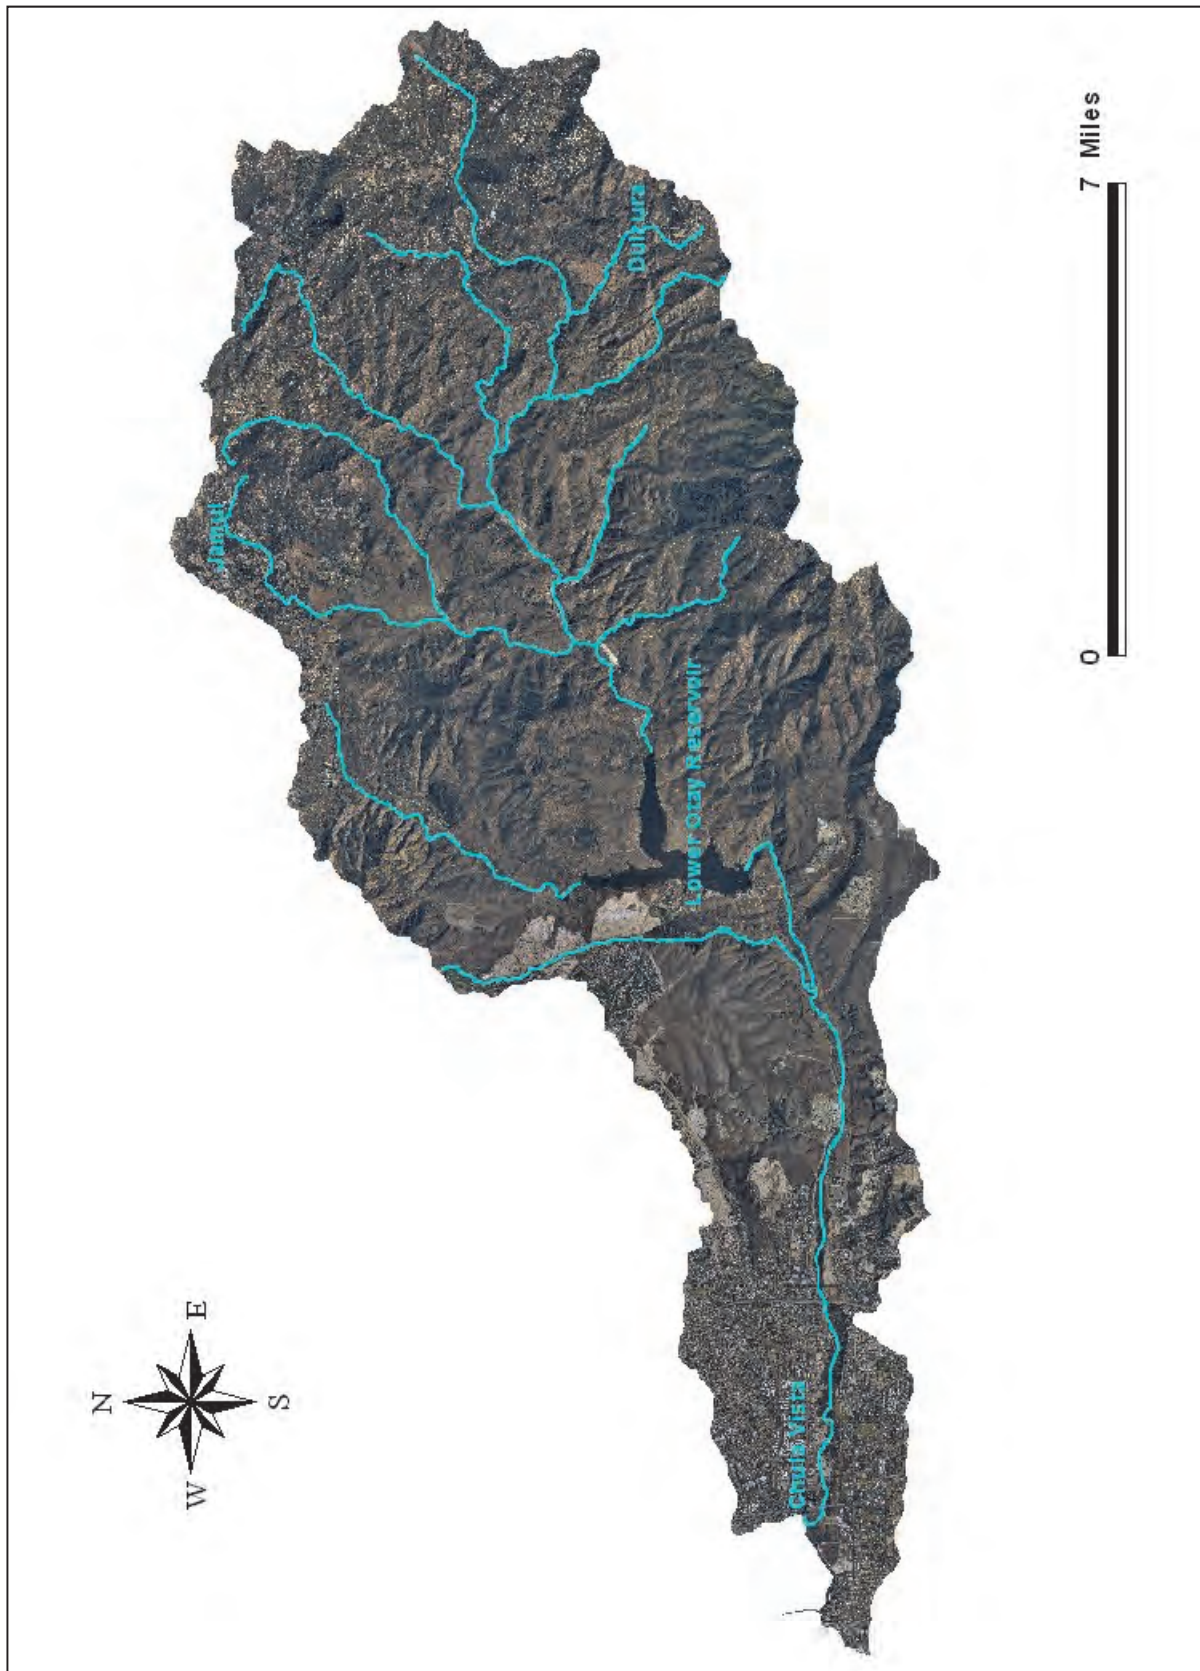 N
W
E
S
Jamul
Dulzura
Lower Otay Reservoir
Chula Vista
0
7 Miles